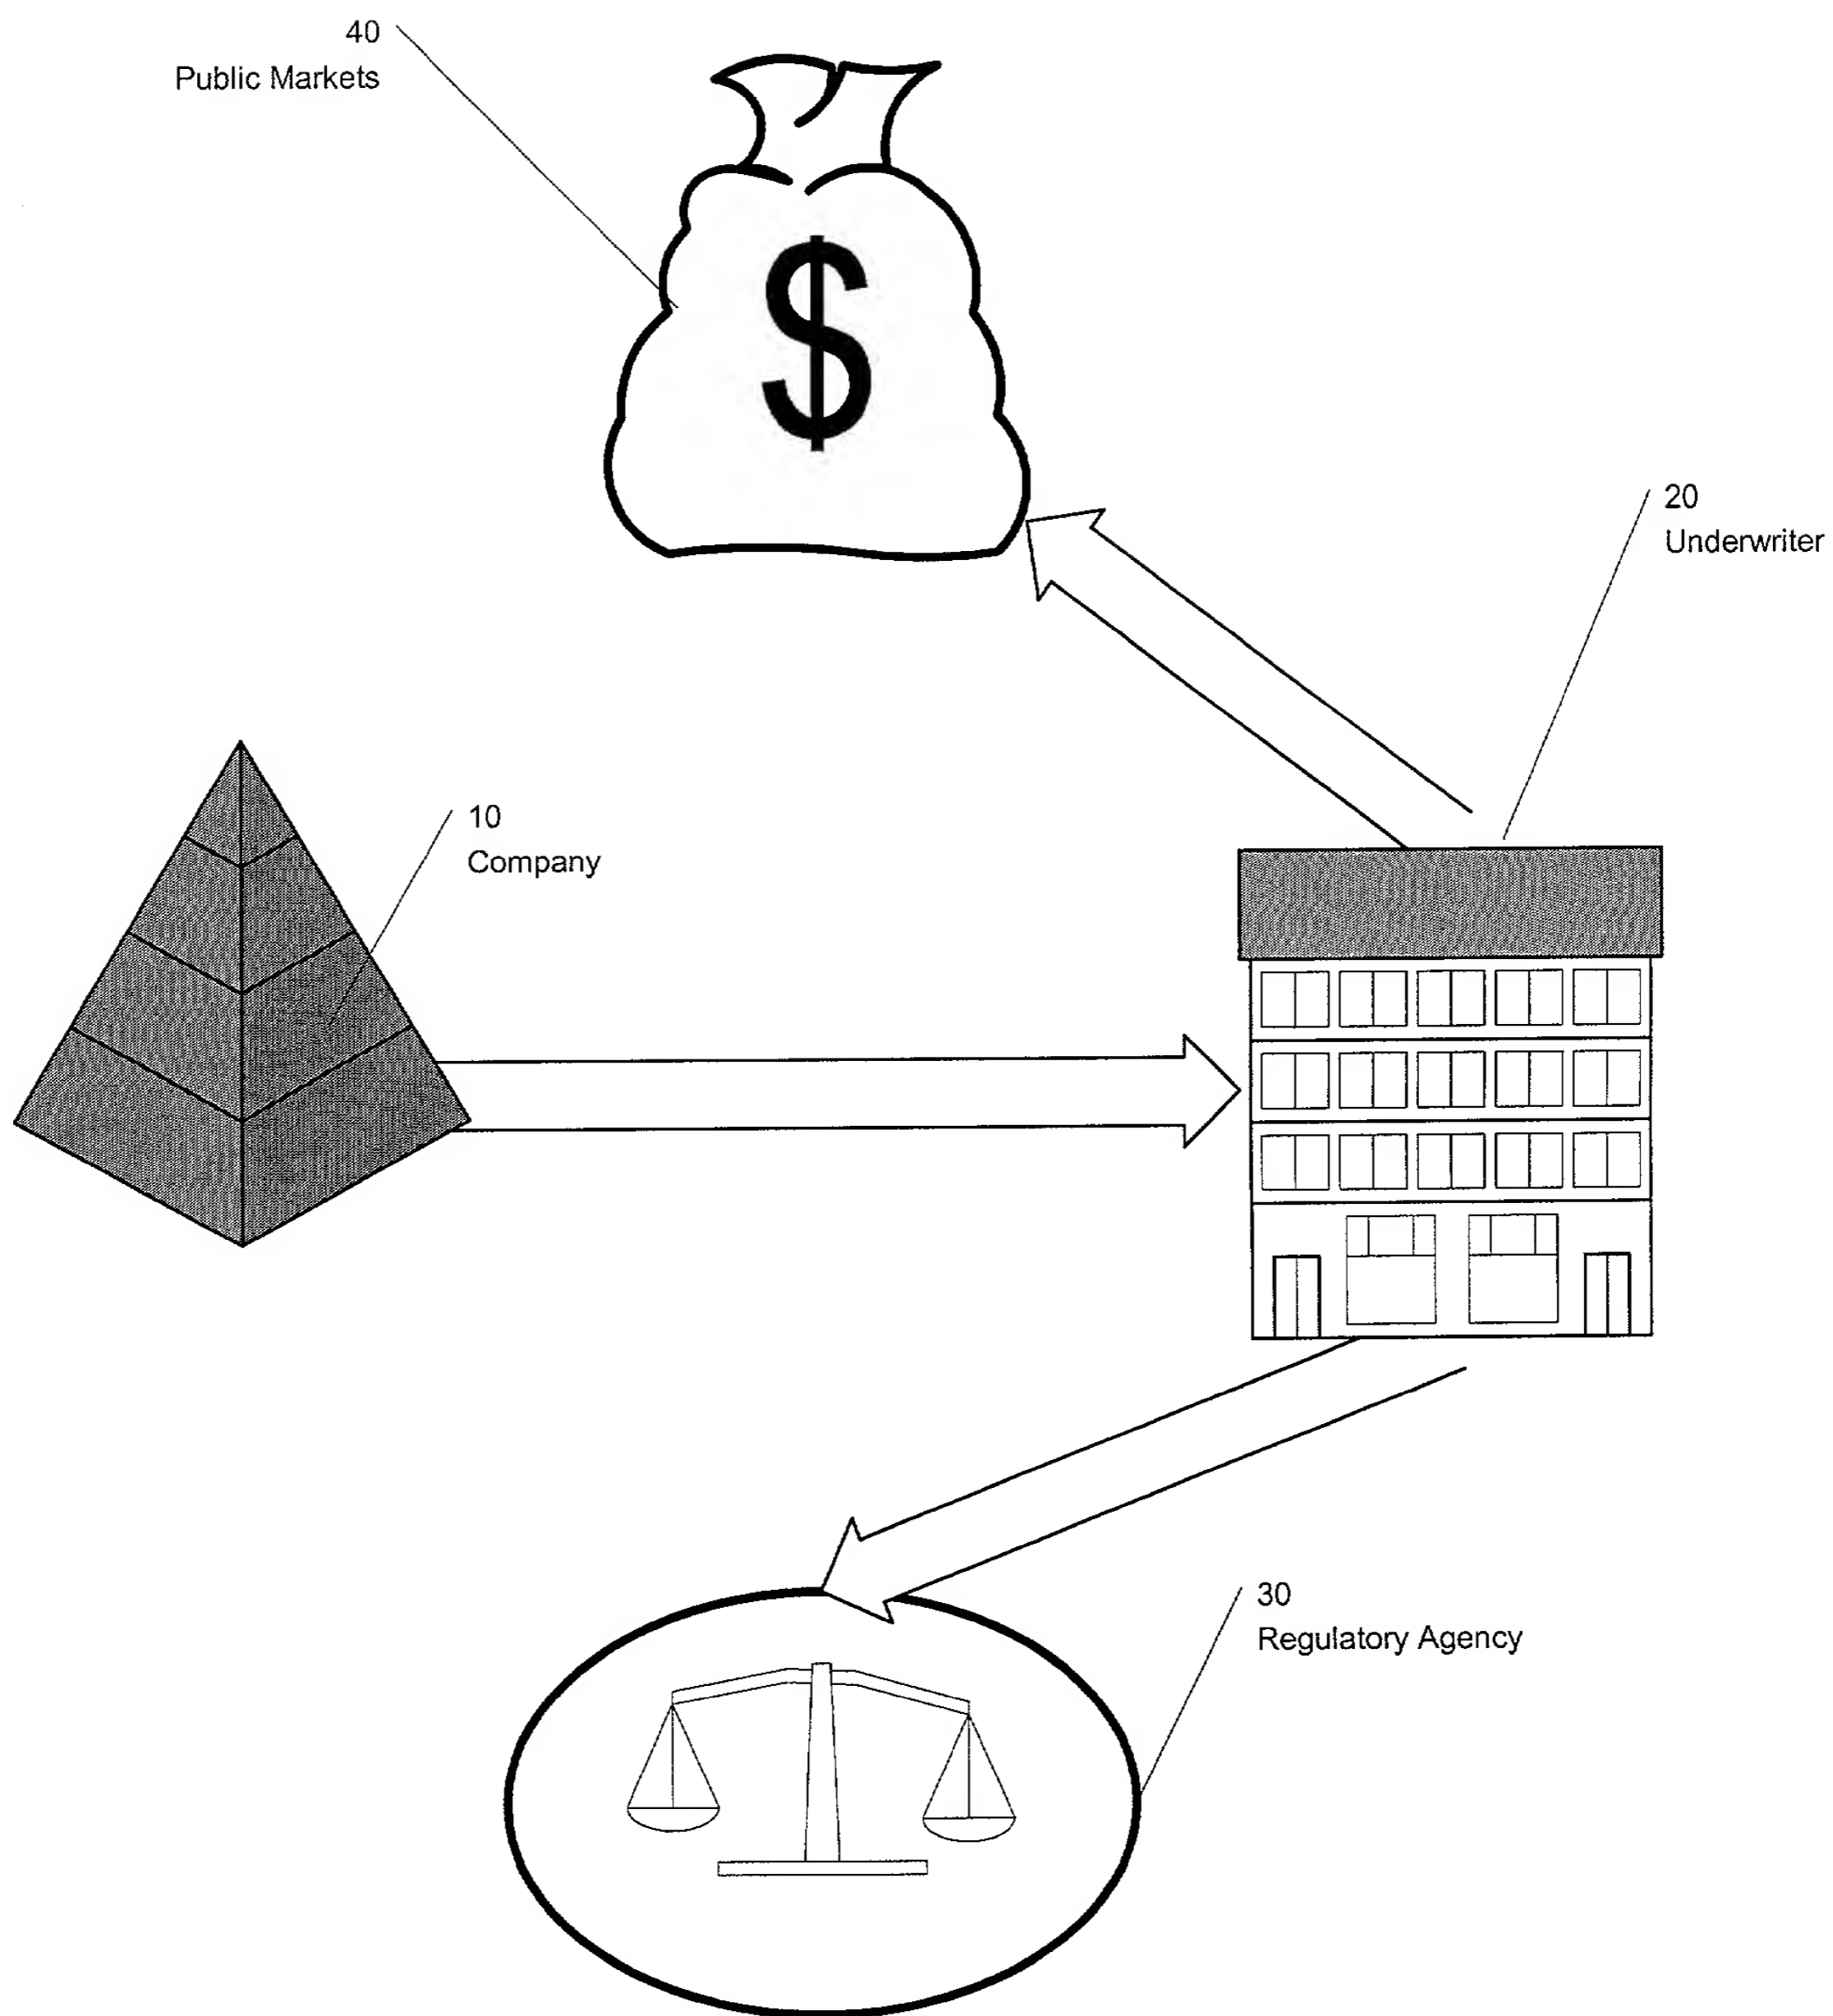 40
Public Markets
$
20
Underwriter
10
Company
30
Regulatory Agency